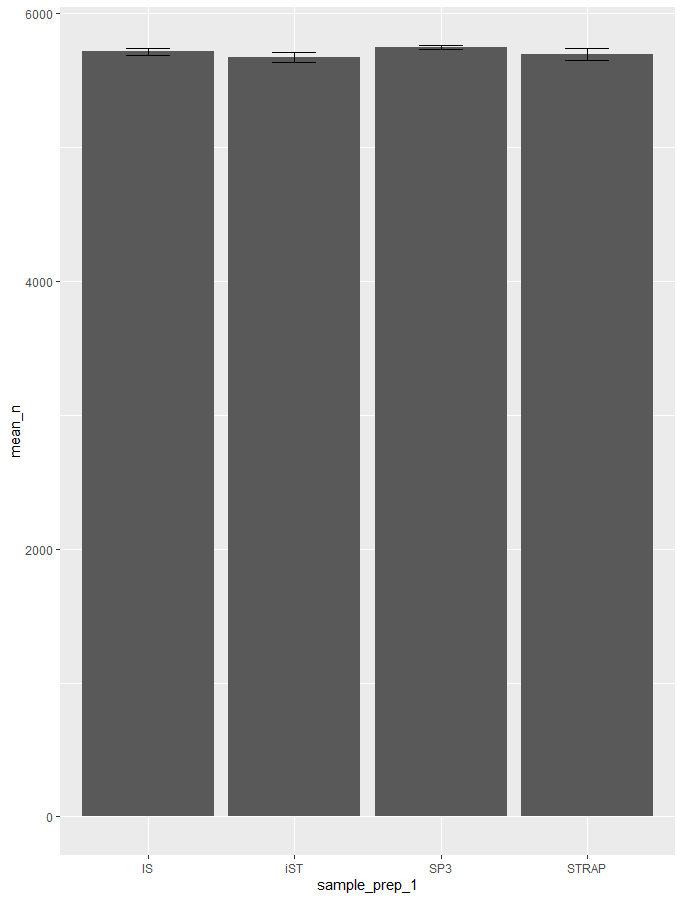 6000
4000
2000
0
mean_n
IS
iST
SP3
STRAP
sample_prep_1